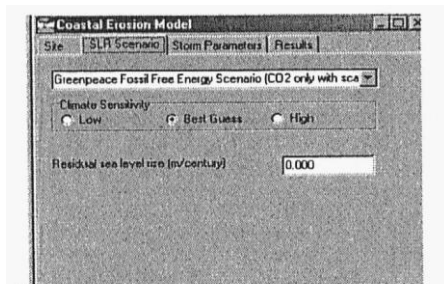 Coastal Erosion Model
Site SLR Scenario Storm Parameters Results
Greenpeace Fossil Free Energy Scenario (CO2 only with sca
Climate Sensitivity
Low Best Guess High
Residual sea level rise (m/century) 0.000